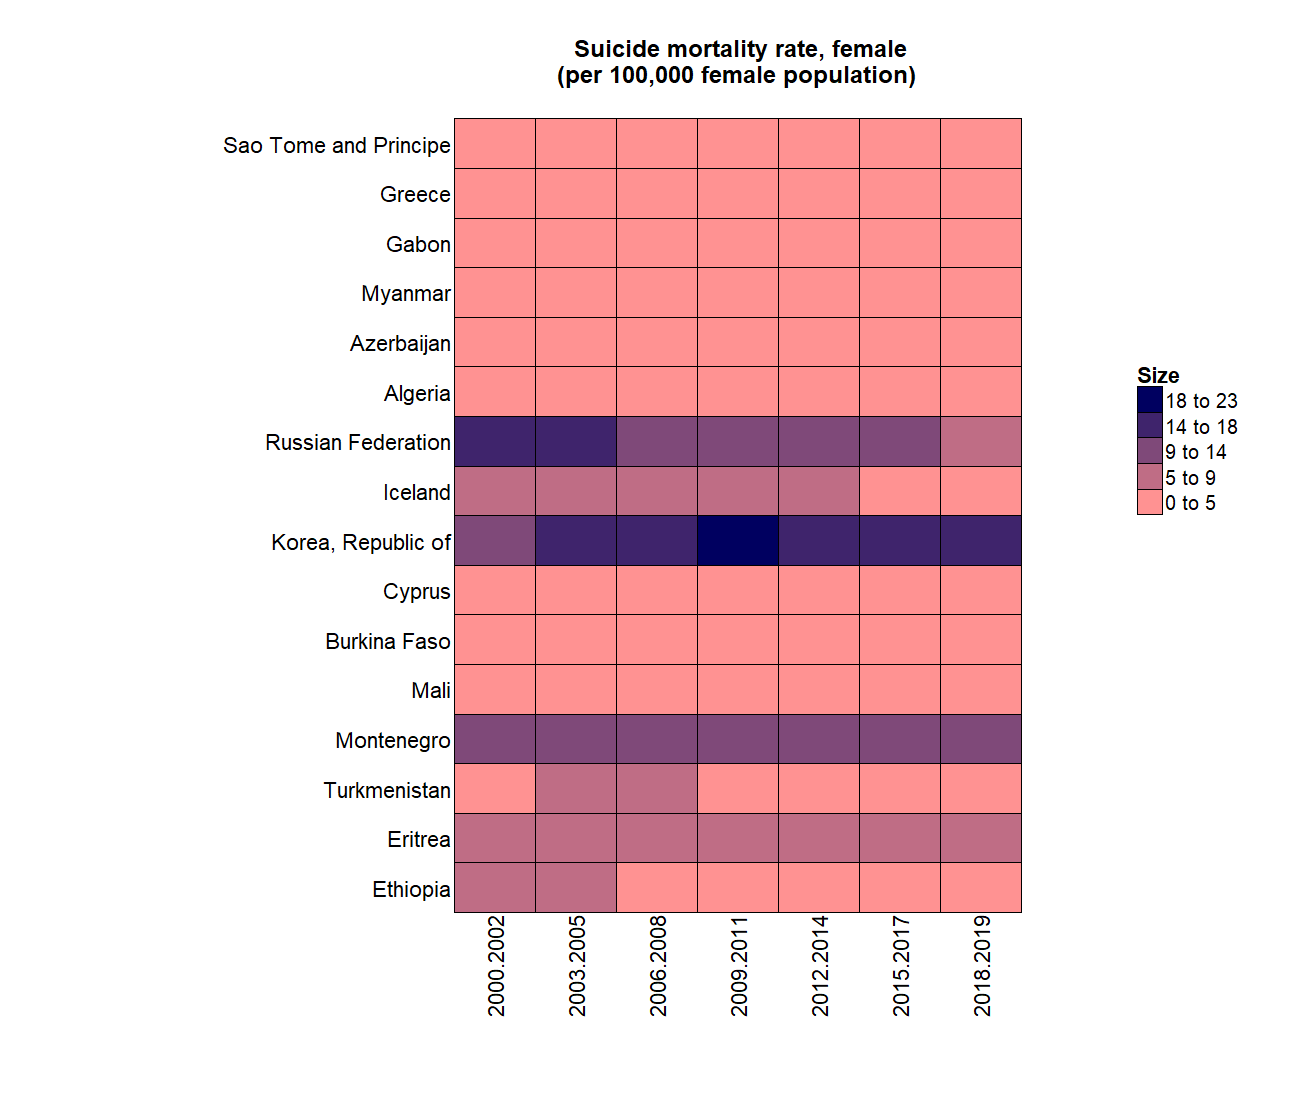 Suicide mortality rate, female
(per 100,000 female population)
Sao Tome and Principe
Greece
Gabon
Myanmar
Azerbaijan
Algeria
Russian Federation
Iceland
Korea, Republic of
Cyprus
Burkina Faso
Mali
Montenegro
Turkmenistan
Eritrea
Ethiopia
2000.2002
2003.2005
2006.2008
2009.2011
2012.2014
2015.2017
2018.2019
Size
18 to 23
14 to 18
9 to 14
5 to 9
0 to 5